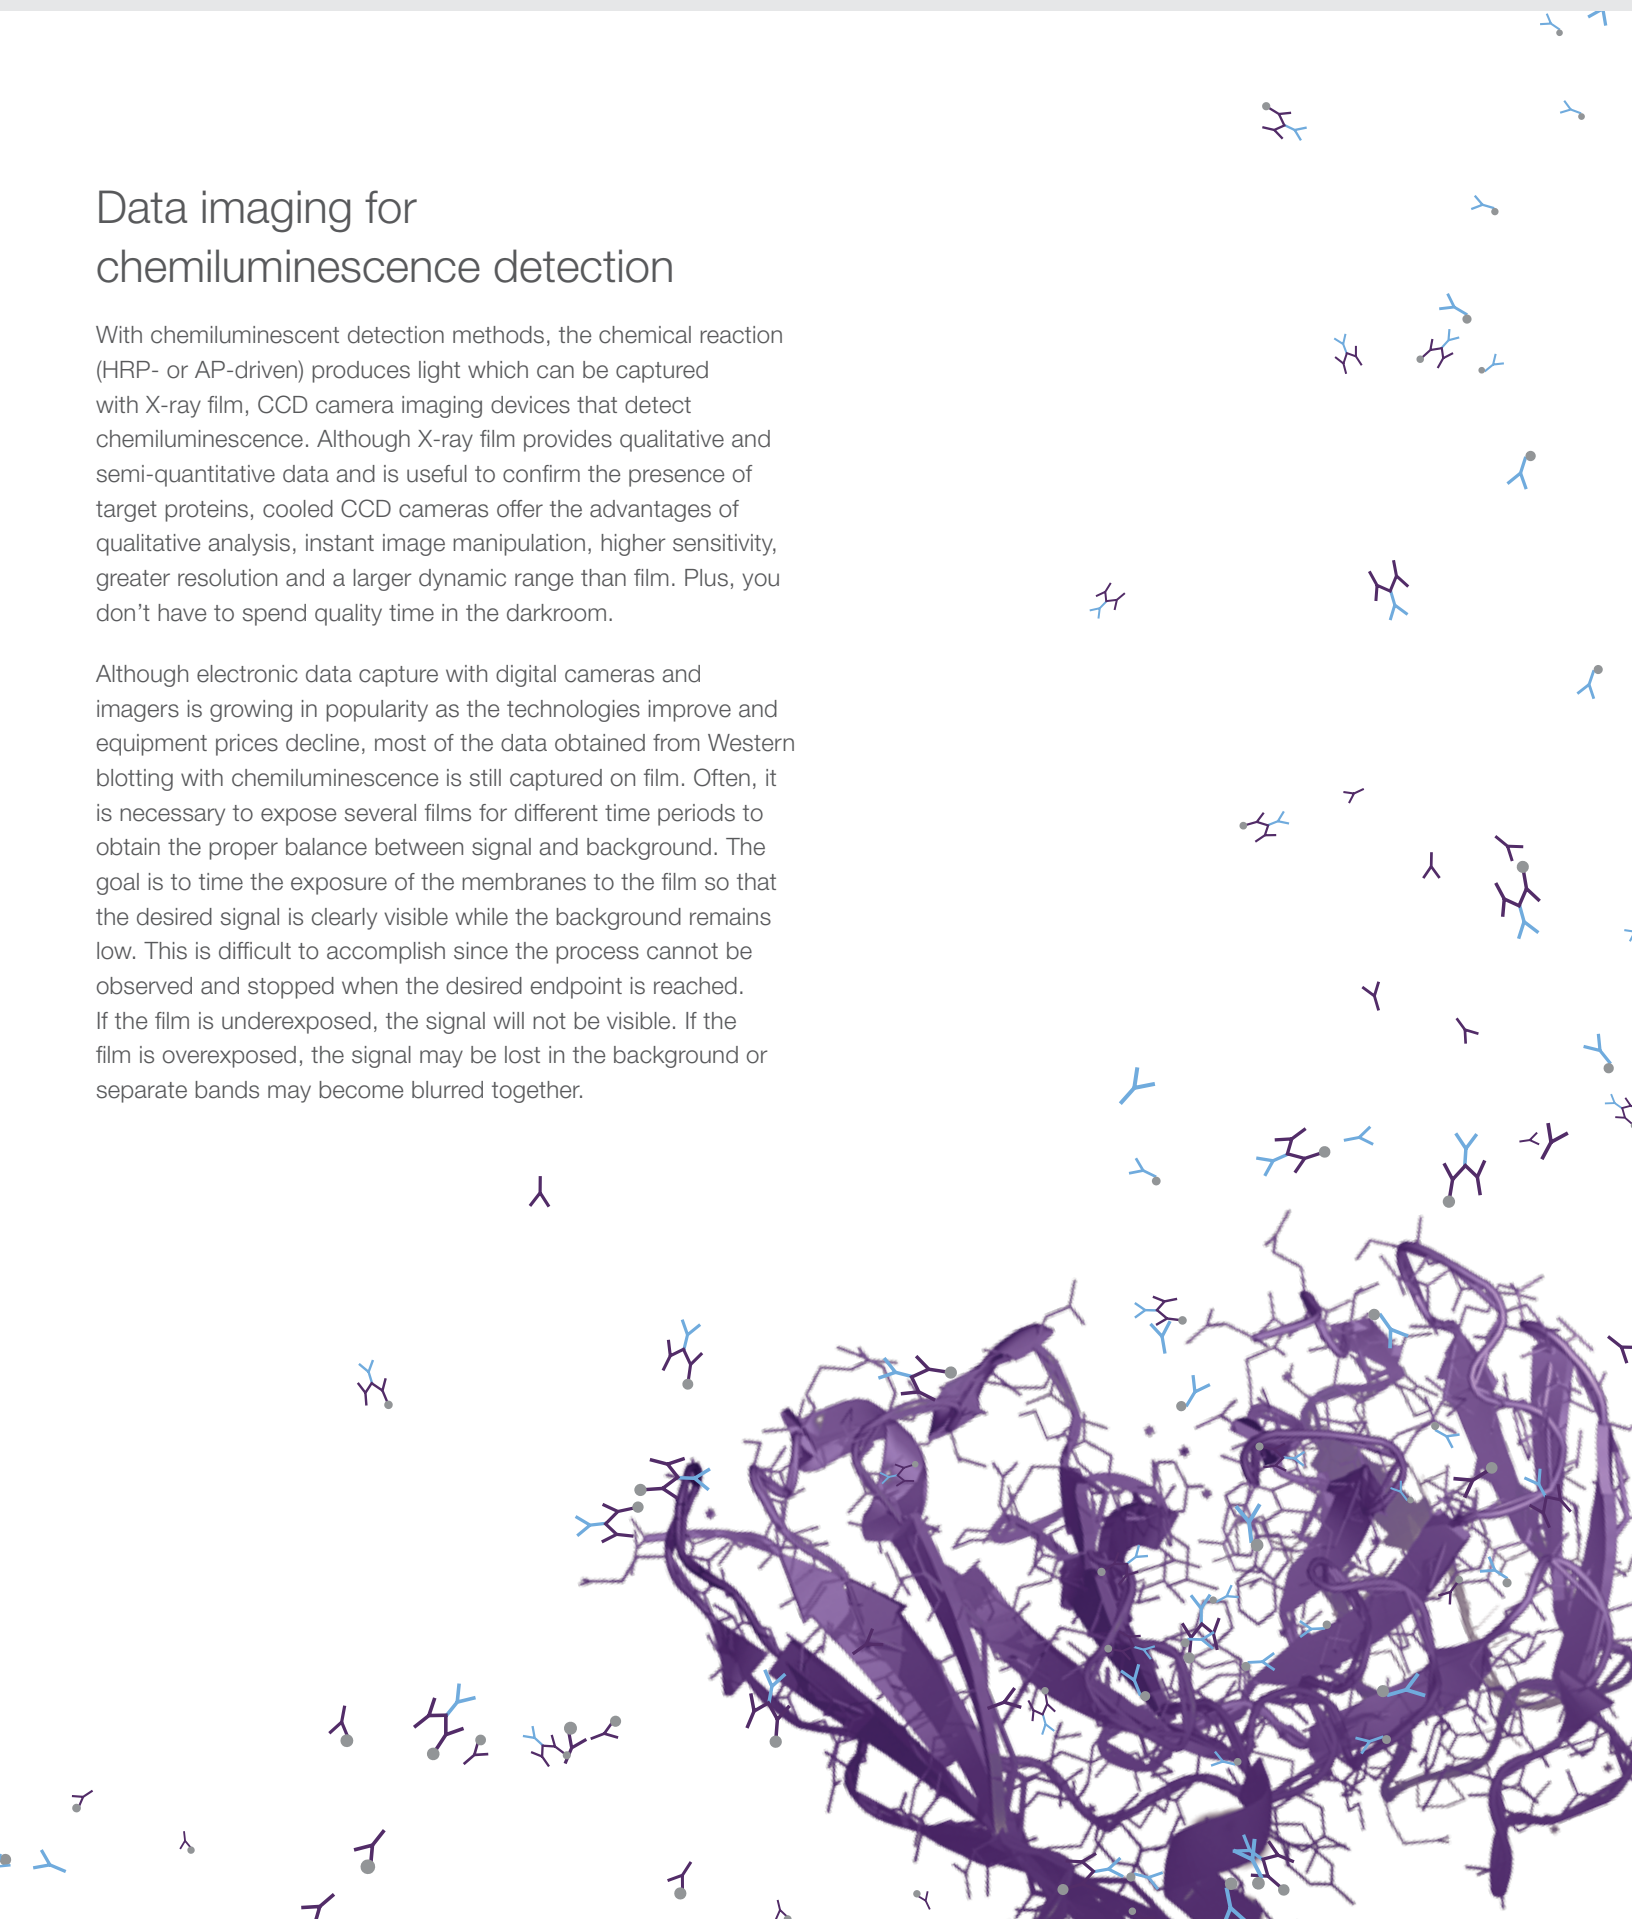 Data imaging for
chemiluminescence detection
With chemiluminescent detection methods, the chemical reaction
(HRP- or AP-driven) produces light which can be captured
with X-ray film, CCD camera imaging devices that detect
chemiluminescence. Although X-ray film provides qualitative and
semi-quantitative data and is useful to confirm the presence of
target proteins, cooled CCD cameras offer the advantages of
qualitative analysis, instant image manipulation, higher sensitivity,
greater resolution and a larger dynamic range than film. Plus, you
don’t have to spend quality time in the darkroom.
Although electronic data capture with digital cameras and
imagers is growing in popularity as the technologies improve and
equipment prices decline, most of the data obtained from Western
blotting with chemiluminescence is still captured on film. Often, it
is necessary to expose several films for different time periods to
obtain the proper balance between signal and background. The
goal is to time the exposure of the membranes to the film so that
the desired signal is clearly visible while the background remains
low. This is difficult to accomplish since the process cannot be
observed and stopped when the desired endpoint is reached.
If the film is underexposed, the signal will not be visible. If the
film is overexposed, the signal may be lost in the background or
separate bands may become blurred together.